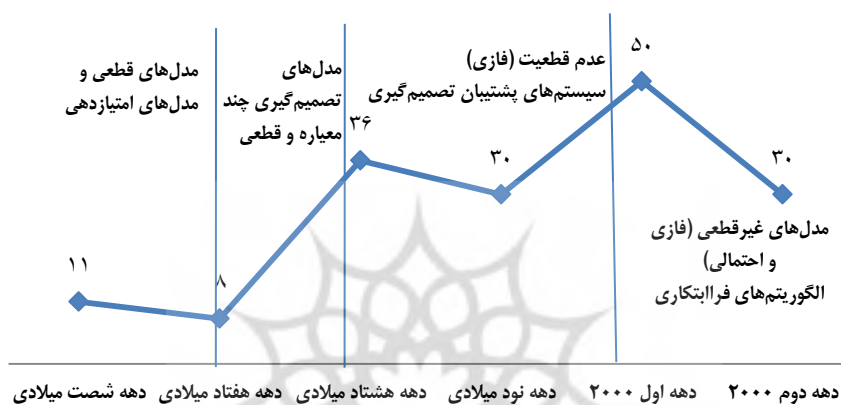 مدل‌های قطعی و
مدل‌های امتیازدهی
مدل‌های
تصمیم‌گیری چند
معیاره و قطعی
عدم قطعیت (فازی)
سیستم‌های پشتیبان تصمیم‌گیری
مدل‌های غیرقطعی (فازی
و احتمالی)
الگوریتم‌های فراابتکاری
۱۱
۸
۳۶
۳۰
۵۰
۳۰
دهه شصت میلادی
دهه هفتاد میلادی
دهه هشتاد میلادی
دهه نود میلادی
دهه اول ۲۰۰۰
دهه دوم ۲۰۰۰